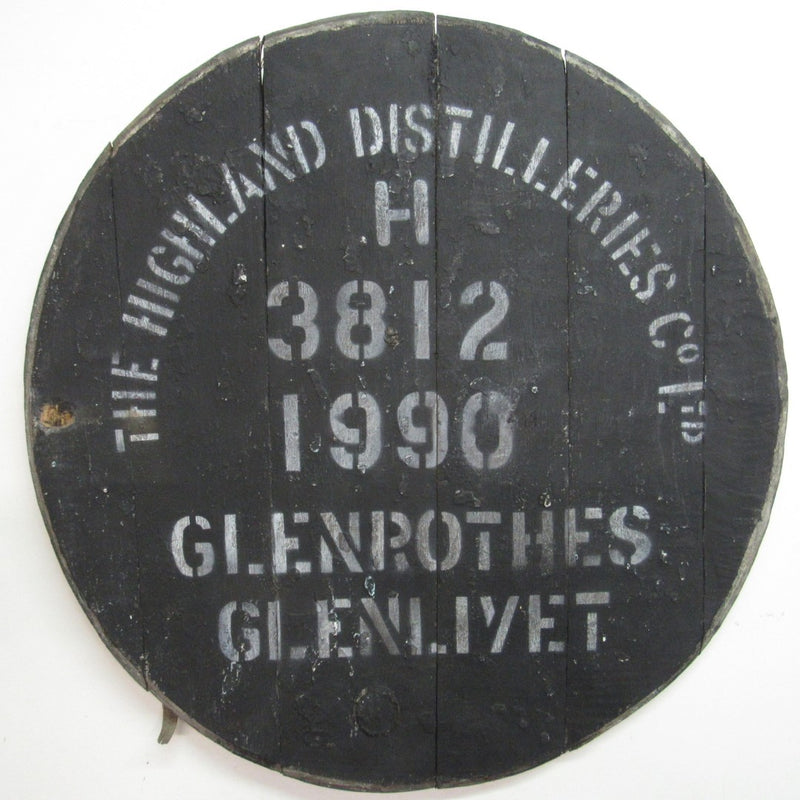 THE HIGHLAND DISTILLERIES Co LTD
H
3812
1990
GLENROTHES
GLENLIVET